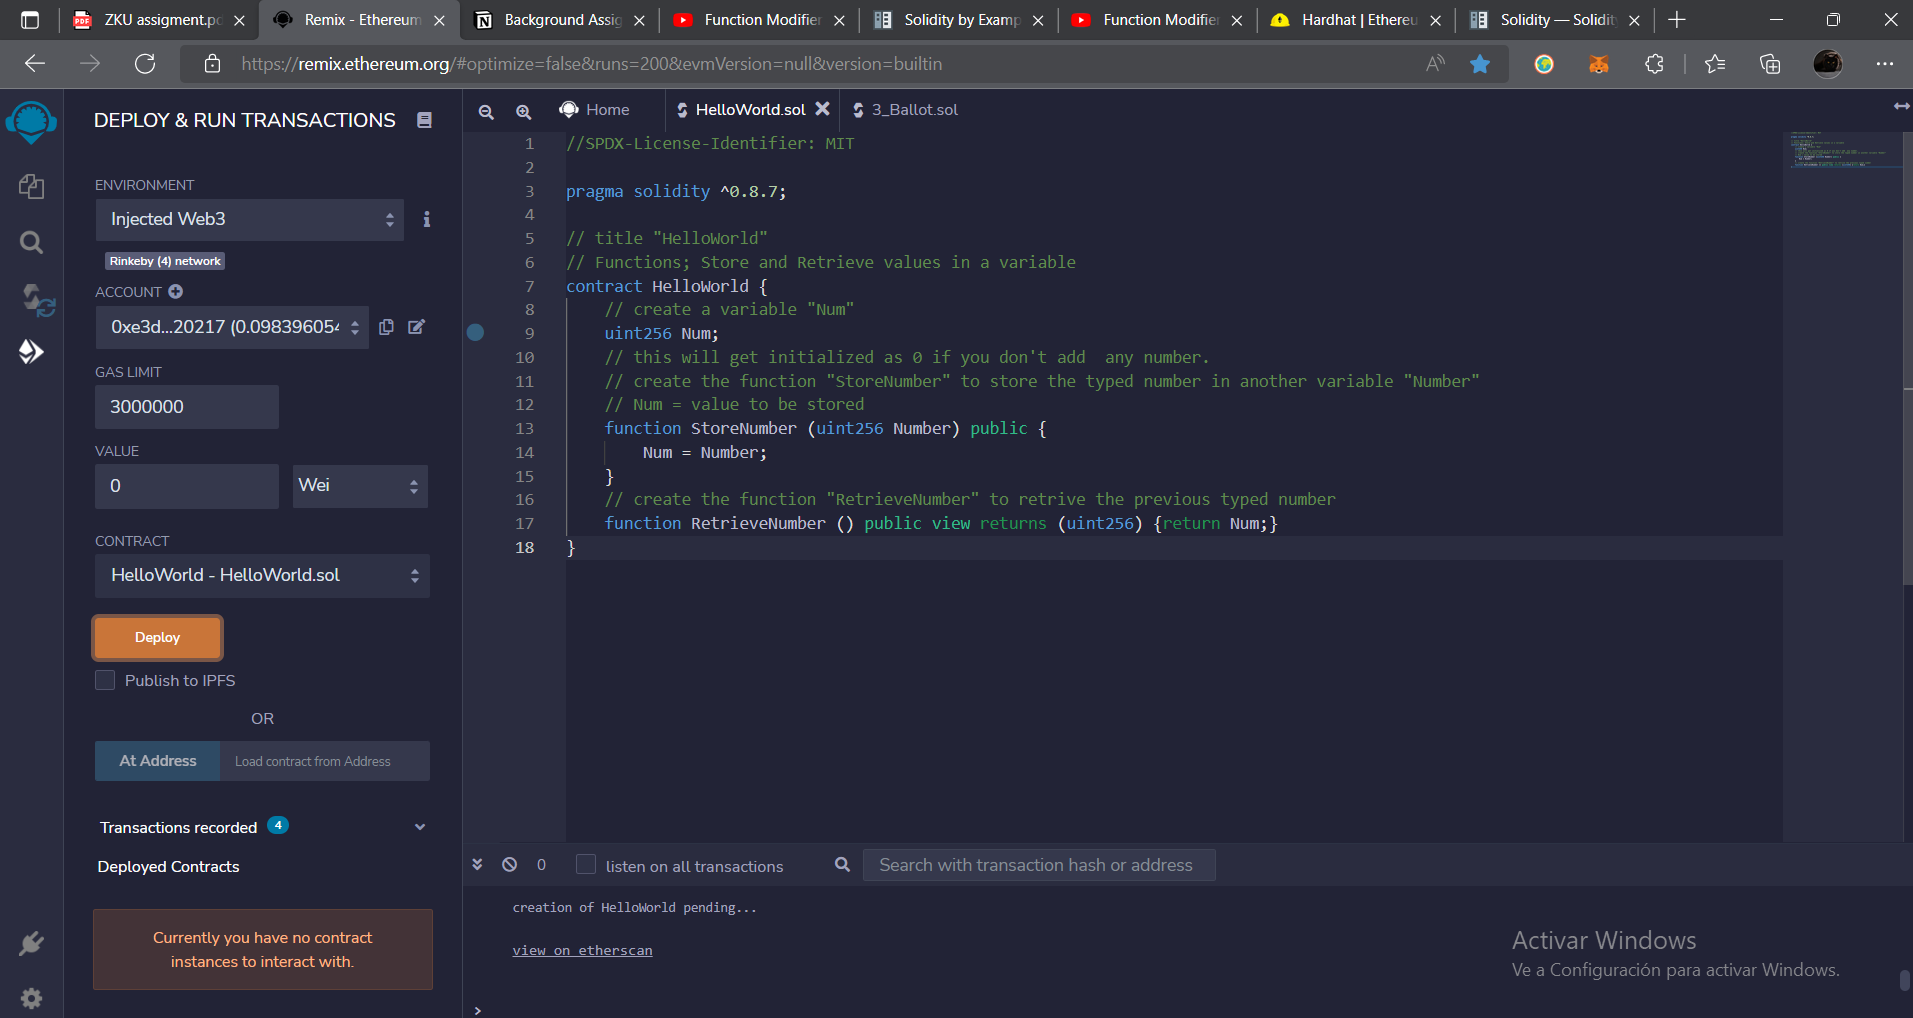 ZKU assigment.pd
Remix - Ethereum
Background Assig
Function Modifier
Solidity by Examp
Function Modifier
Hardhat | Ethereu
Solidity — Solidit
https://remix.ethereum.org/#optimize=false&runs=200&evmVersion=null&version=builtin
DEPLOY & RUN TRANSACTIONS
ENVIRONMENT
Injected Web3
Rinkeby (4) network
ACCOUNT
0xe3d...20217 (0.098396054
GAS LIMIT
3000000
VALUE
0
Wei
CONTRACT
HelloWorld - HelloWorld.sol
Deploy
Publish to IPFS
OR
At Address
Load contract from Address
Transactions recorded 4
Deployed Contracts
Currently you have no contract
instances to interact with.
Home
HelloWorld.sol
3_Ballot.sol
1 //SPDX-License-Identifier: MIT
2
3 pragma solidity ^0.8.7;
4
5 // title "HelloWorld"
6 // Functions; Store and Retrieve values in a variable
7 contract HelloWorld {
8 // create a variable "Num"
9 uint256 Num;
10 // this will get initialized as 0 if you don't add  any number.
11 // create the function "StoreNumber" to store the typed number in another variable "Number"
12 // Num = value to be stored
13 function StoreNumber (uint256 Number) public {
14 Num = Number;
15 }
16 // create the function "RetrieveNumber" to retrive the previous typed number
17 function RetrieveNumber () public view returns (uint256) {return Num;}
18 }
0
listen on all transactions
Search with transaction hash or address
creation of HelloWorld pending...
view on etherscan
>
Activar Windows
Ve a Configuración para activar Windows.